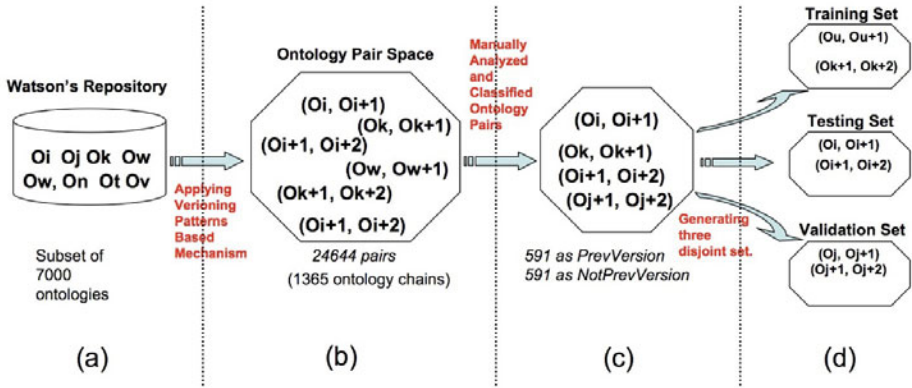 Watson's Repository
Oi Oj Ok Ow
Ow, On Ot Ov
Subset of
7000
ontologies
(a)
Applying
Verioning
Patterns
Based
Mechanism
Ontology Pair Space
(Oi, Oi+1)
(Ok, Ok+1)
(Oi+1, Oi+2)
(Ow, Ow+1)
(Ok+1, Ok+2)
(Oi+1, Oi+2)
24644 pairs
(1365 ontology chains)
(b)
Manually
Analyzed
and
Classified
Ontology
Pairs
(Oi, Oi+1)
(Ok, Ok+1)
(Oi+1, Oi+2)
(Oj+1, Oj+2)
591 as PrevVersion
591 as NotPrevVersion
(c)
Generating
three
disjoint set.
Training Set
(Ou, Ou+1)
(Ok+1, Ok+2)
Testing Set
(Oi, Oi+1)
(Oi+1, Oi+2)
Validation Set
(Oj, Oj+1)
(Oj+1, Oj+2)
(d)